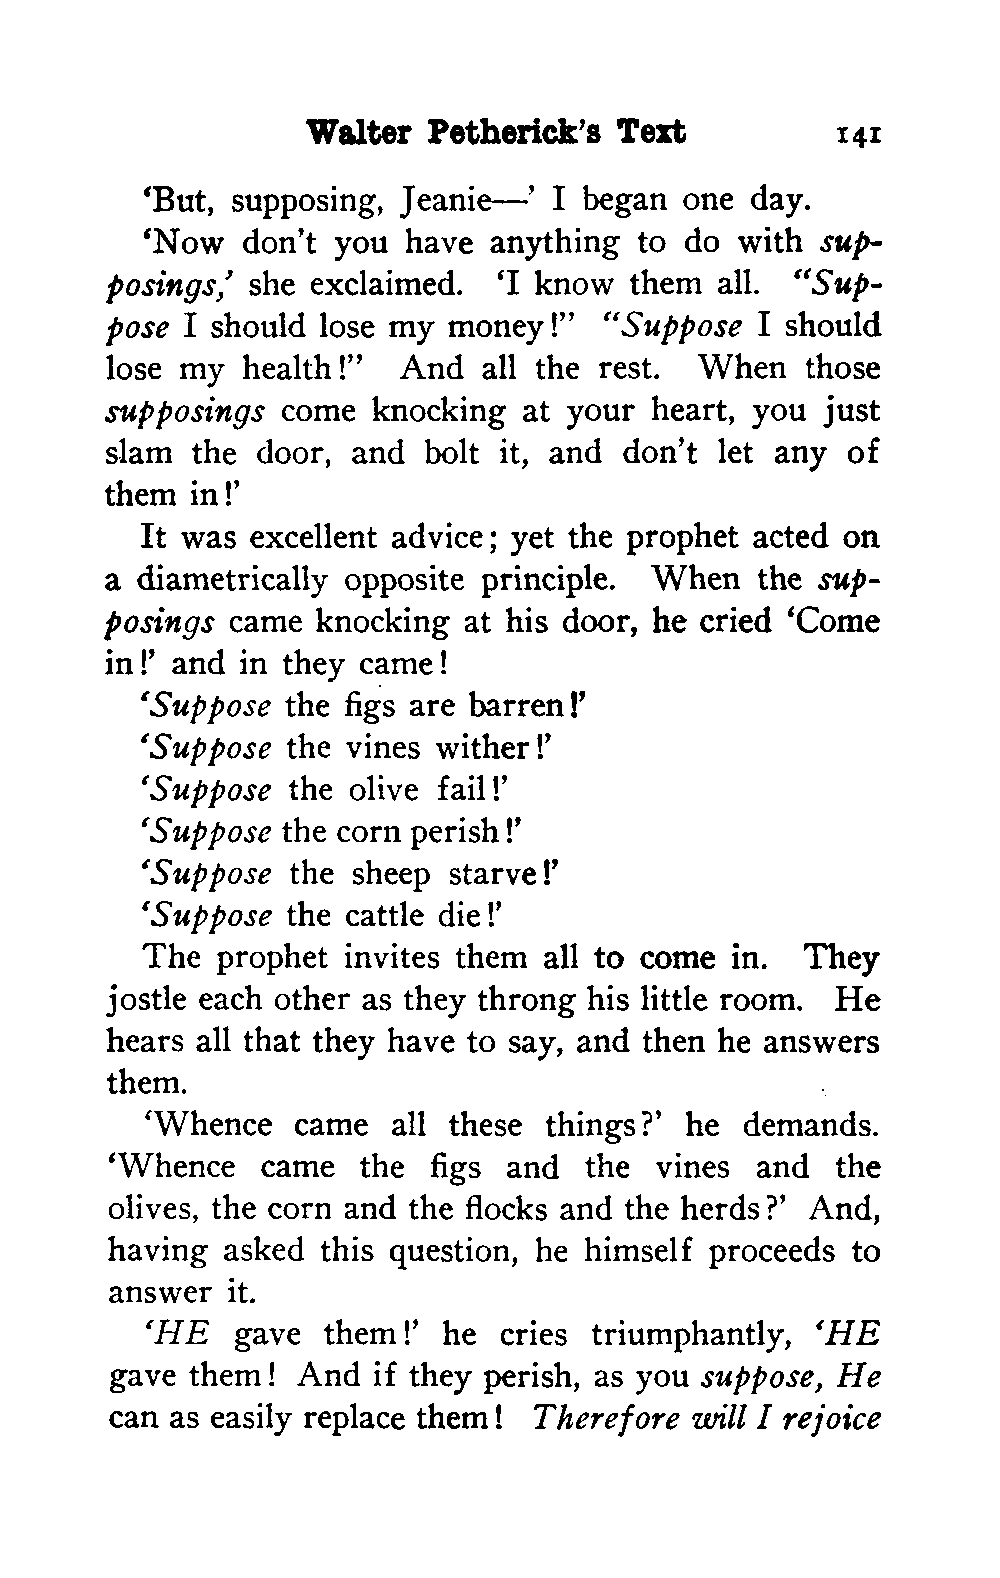 Walter Petherick's Text 141
'But, supposing, Jeanie—' I began one day.
'Now don't you have anything to do with sup-
posings,' she exclaimed. 'I know them all. "Sup-
pose I should lose my money!" "Suppose I should
lose my health!" And all the rest. When those
supposings come knocking at your heart, you just
slam the door, and bolt it, and don't let any of
them in!'
It was excellent advice; yet the prophet acted on
a diametrically opposite principle. When the sup-
posings came knocking at his door, he cried 'Come
in!' and in they came!
'Suppose the figs are barren!'
'Suppose the vines wither!'
'Suppose the olive fail!'
'Suppose the corn perish!'
'Suppose the sheep starve!'
'Suppose the cattle die!'
The prophet invites them all to come in. They
jostle each other as they throng his little room. He
hears all that they have to say, and then he answers
them.
'Whence came all these things?' he demands.
'Whence came the figs and the vines and the
olives, the corn and the flocks and the herds?' And,
having asked this question, he himself proceeds to
answer it.
'HE gave them!' he cries triumphantly, 'HE
gave them! And if they perish, as you suppose, He
can as easily replace them! Therefore will I rejoice